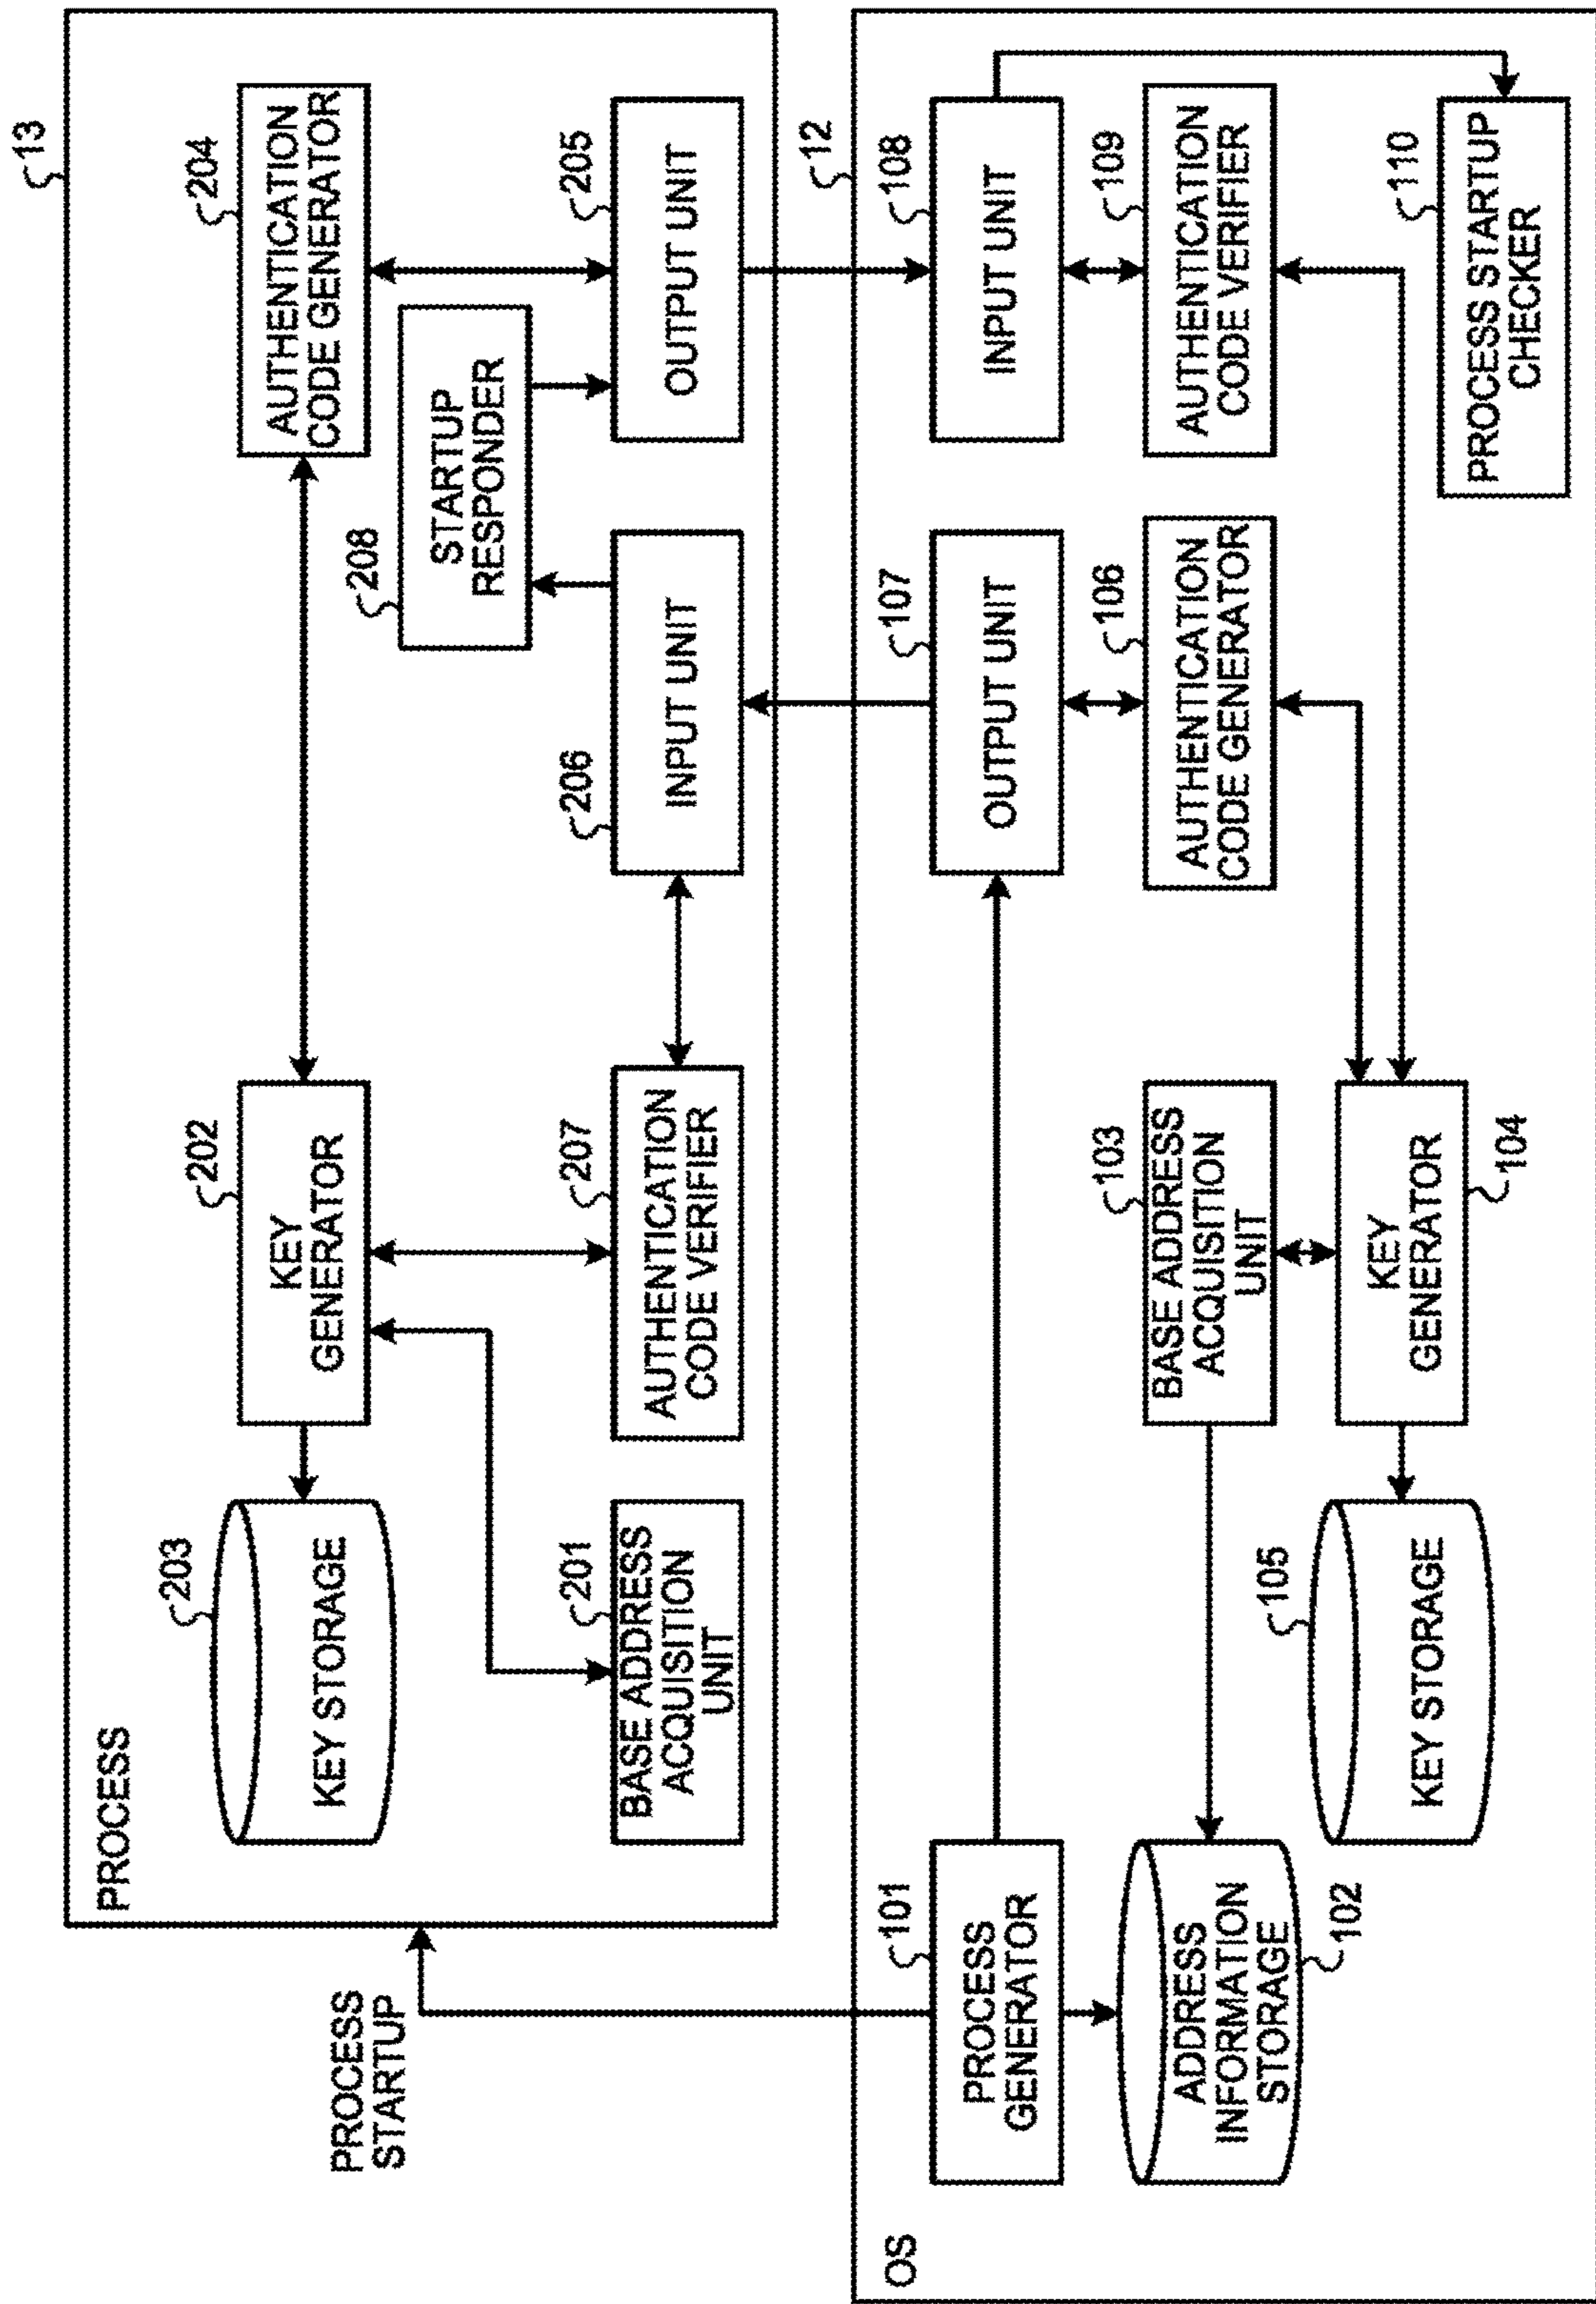 13
PROCESS
203
KEY STORAGE
202
KEY
GENERATOR
204
AUTHENTICATION
CODE GENERATOR
208
STARTUP
RESPONDER
201
BASE ADDRESS
ACQUISITION
UNIT
207
AUTHENTICATION
CODE VERIFIER
206
INPUT UNIT
205
OUTPUT UNIT
PROCESS
STARTUP
12
OS
101
PROCESS
GENERATOR
107
OUTPUT UNIT
108
INPUT UNIT
ADDRESS
INFORMATION
STORAGE
102
103
BASE ADDRESS
ACQUISITION
UNIT
106
AUTHENTICATION
CODE GENERATOR
109
AUTHENTICATION
CODE VERIFIER
105
KEY STORAGE
KEY
GENERATOR
104
110
PROCESS STARTUP
CHECKER